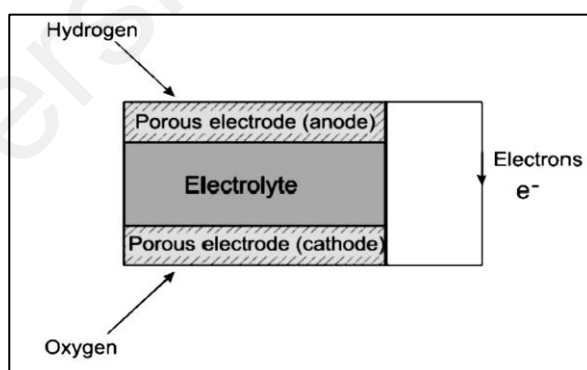 Hydrogen
Porous electrode (anode)
Electrolyte
Electrons
e-
Porous electrode (cathode)
Oxygen